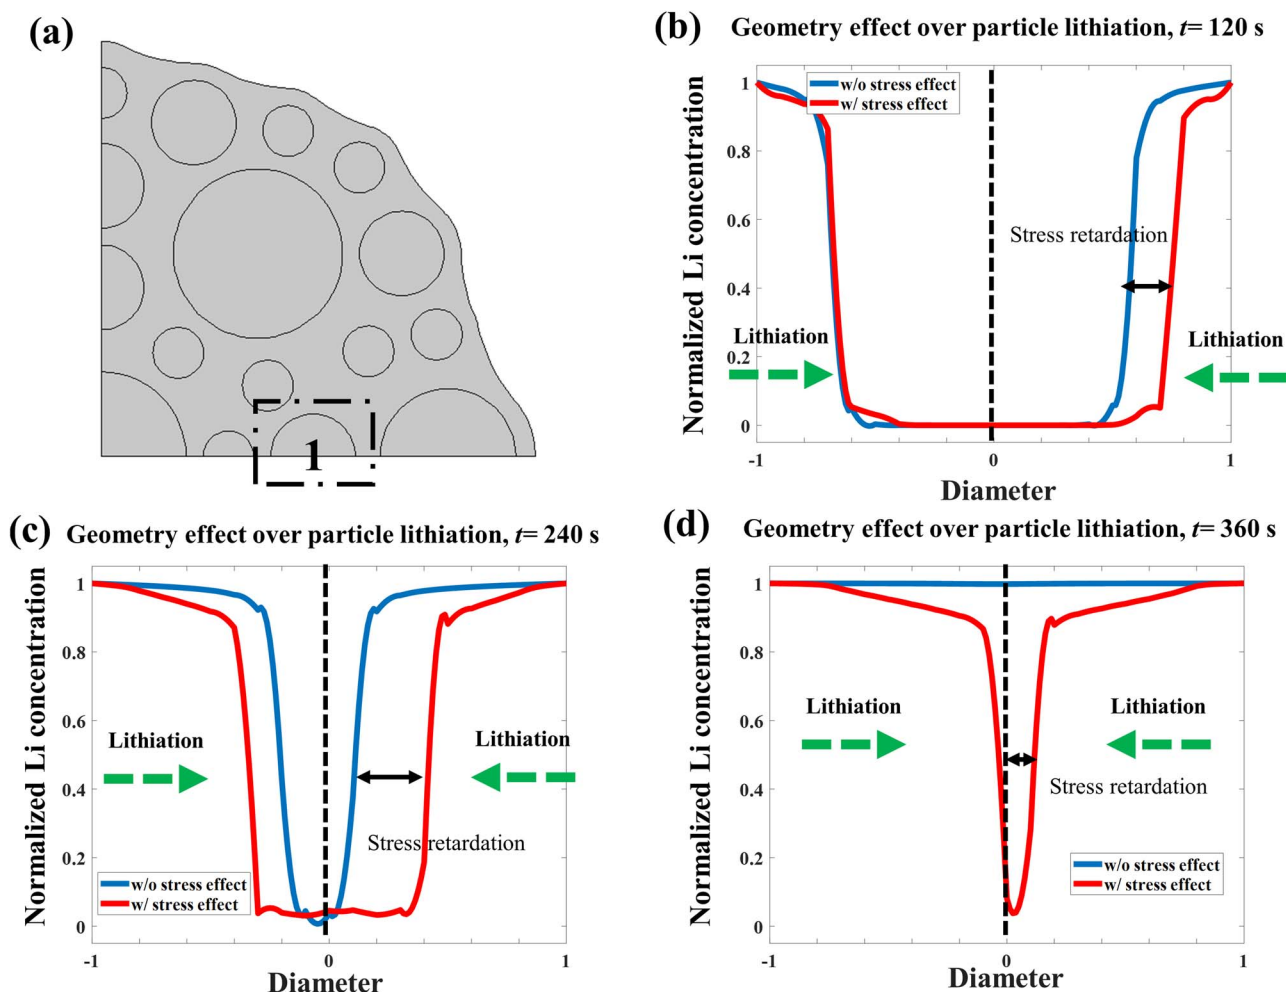 (a)
1
(b)
Geometry effect over particle lithiation, t= 120 s
w/o stress effect
w/ stress effect
Normalized Li concentration
1
0.8
0.6
0.4
0.2
0
Stress retardation
Lithiation
Lithiation
-1
0
1
Diameter
(c)
Geometry effect over particle lithiation, t= 240 s
Normalized Li concentration
1
0.8
0.6
0.4
0.2
0
Lithiation
Lithiation
Stress retardation
w/o stress effect
w/ stress effect
-1
0
1
Diameter
(d)
Geometry effect over particle lithiation, t= 360 s
Normalized Li concentration
1
0.8
0.6
0.4
0.2
0
Lithiation
Lithiation
Stress retardation
w/o stress effect
w/ stress effect
-1
0
1
Diameter